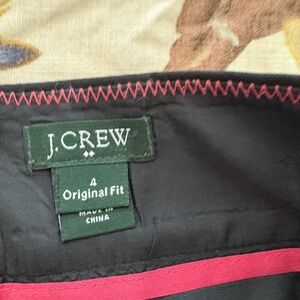 J.CREW
4
Original Fit
MADE IN
CHINA